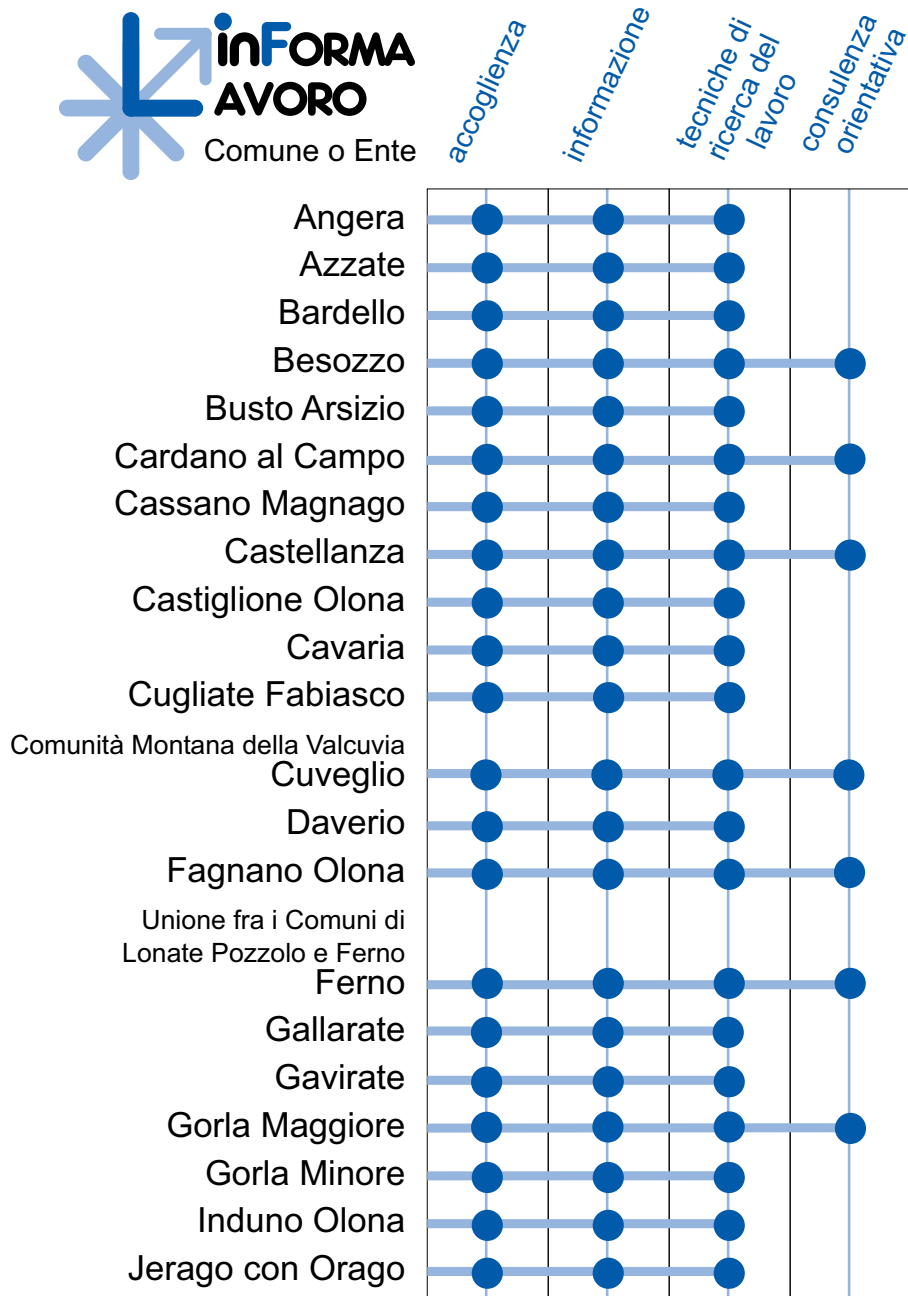 inFORMA
LAVORO
Comune o Ente
accoglienza
informazione
tecniche di
ricerca del
lavoro
consulenza
orientativa
Angera
Azzate
Bardello
Besozzo
Busto Arsizio
Cardano al Campo
Cassano Magnago
Castellanza
Castiglione Olona
Cavaria
Cugliate Fabiasco
Comunità Montana della Valcuvia
Cuveglio
Daverio
Fagnano Olona
Unione fra i Comuni di
Lonate Pozzolo e Ferno
Ferno
Gallarate
Gavirate
Gorla Maggiore
Gorla Minore
Induno Olona
Jerago con Orago